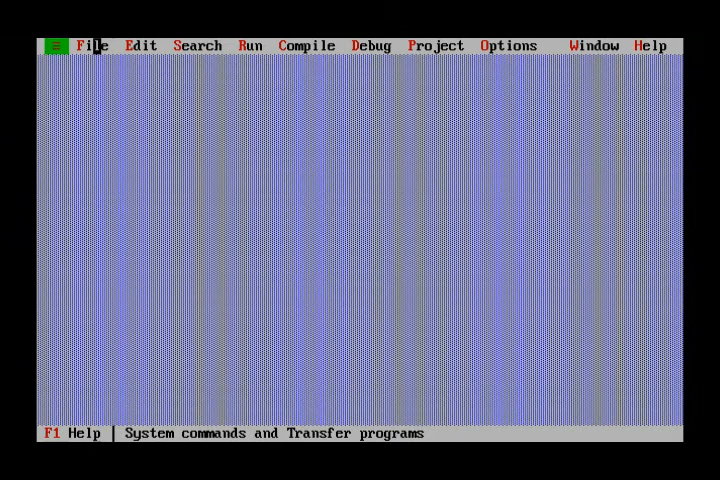 ≡ File Edit Search Run Compile Debug Project Options Window Help
F1 Help | System commands and Transfer programs